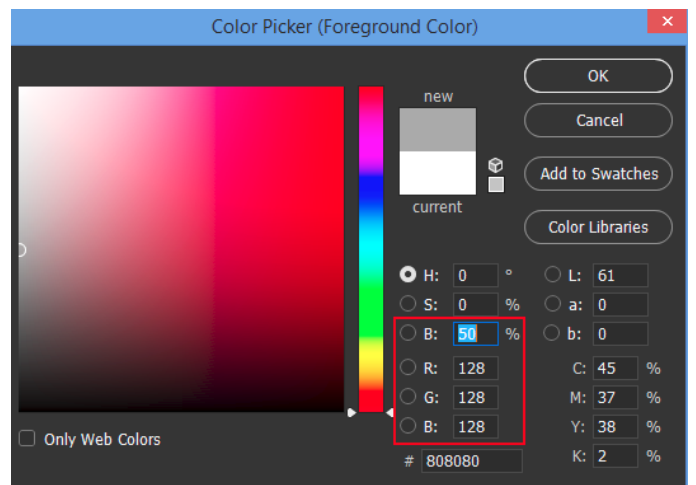 Color Picker (Foreground Color)
new
current
OK
Cancel
Add to Swatches
Color Libraries
H: 0 °
S: 0 %
B: 50 %
R: 128
G: 128
B: 128
# 808080
L: 61
a: 0
b: 0
C: 45 %
M: 37 %
Y: 38 %
K: 2 %
Only Web Colors